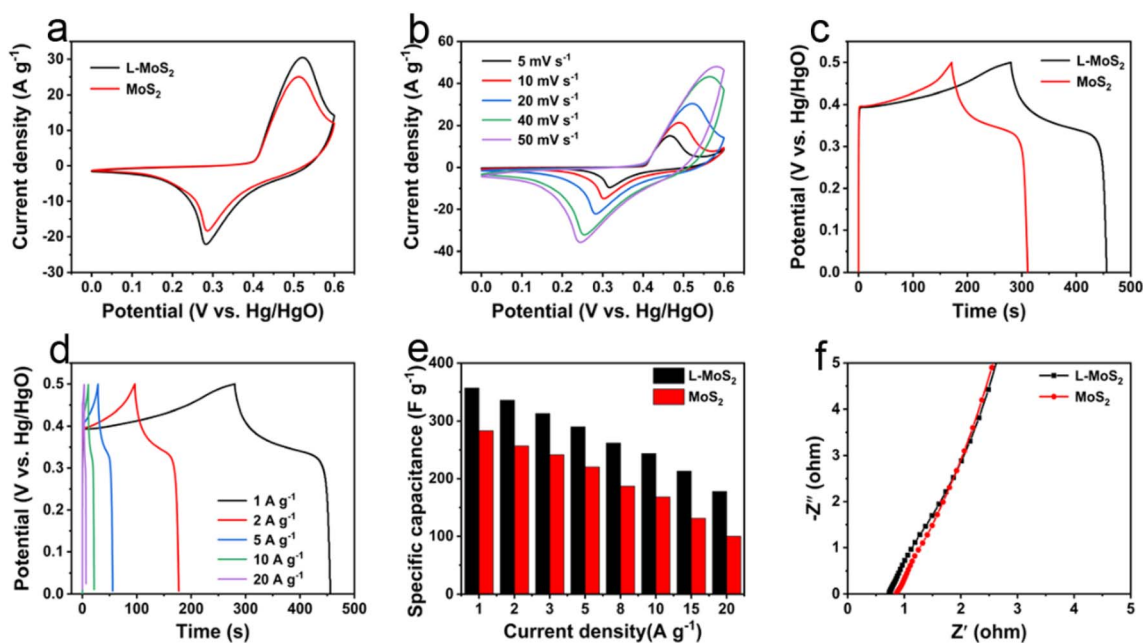 a
Current density (A g⁻¹)
30
20
10
0
-10
-20
-30
L-MoS₂
MoS₂
0.0 0.1 0.2 0.3 0.4 0.5 0.6
Potential (V vs. Hg/HgO)
b
Current density (A g⁻¹)
60
40
20
0
-20
-40
-60
5 mV s⁻¹
10 mV s⁻¹
20 mV s⁻¹
40 mV s⁻¹
50 mV s⁻¹
0.0 0.1 0.2 0.3 0.4 0.5 0.6
Potential (V vs. Hg/HgO)
c
Potential (V vs. Hg/HgO)
0.5
0.4
0.3
0.2
0.1
0.0
L-MoS₂
MoS₂
0 100 200 300 400 500
Time (s)
d
Potential (V vs. Hg/HgO)
0.5
0.4
0.3
0.2
0.1
0.0
1 A g⁻¹
2 A g⁻¹
5 A g⁻¹
10 A g⁻¹
20 A g⁻¹
0 100 200 300 400 500
Time (s)
e
Specific capacitance (F g⁻¹)
400
300
200
100
0
L-MoS₂
MoS₂
1 2 3 5 8 10 15 20
Current density(A g⁻¹)
f
-Z″ (ohm)
5
4
3
2
1
0
L-MoS₂
MoS₂
0 1 2 3 4 5
Z′ (ohm)